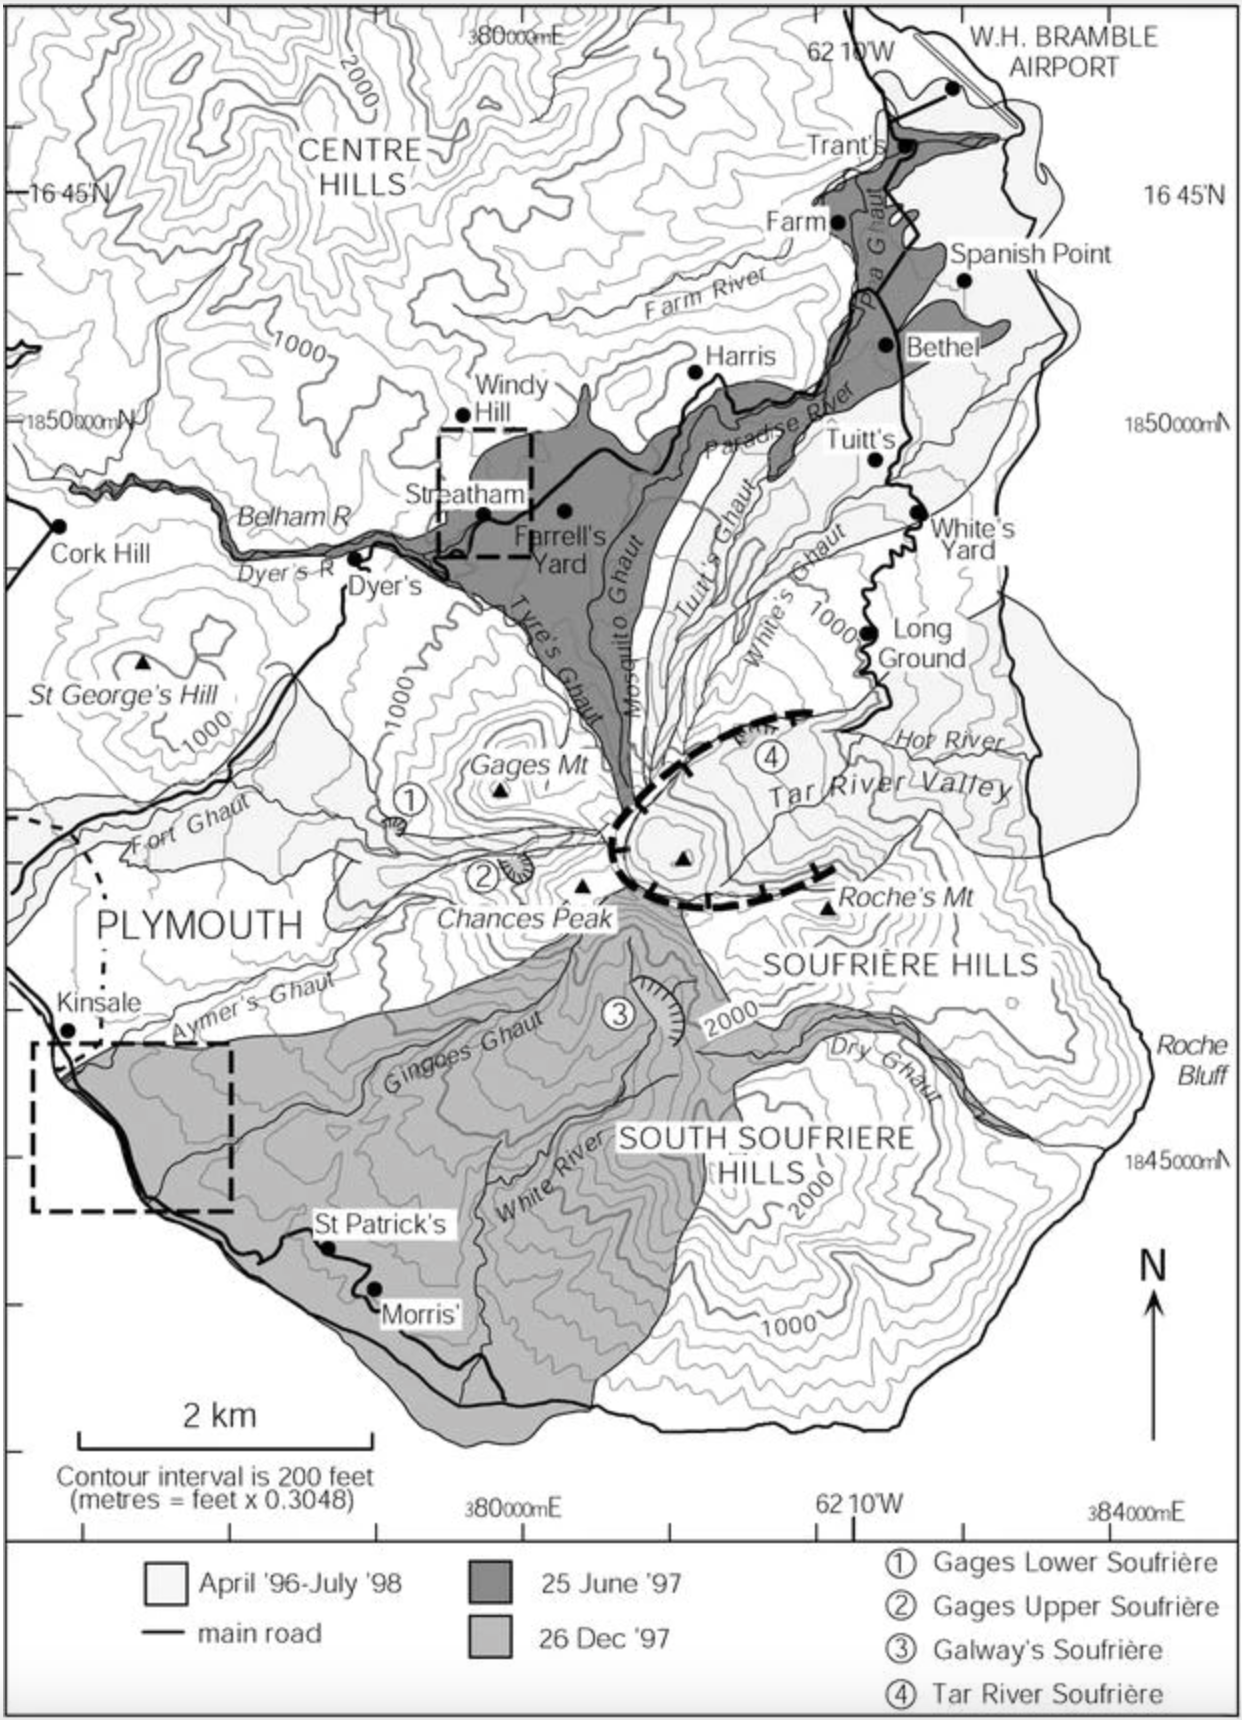 380000mE
62 10'W
W.H. BRAMBLE
AIRPORT
2000
CENTRE
HILLS
Trant's
16 45'N
16 45'N
Farm
Ghaut
Spanish Point
Farm River
1000
Harris
Bethel
Windy
Hill
1850000mN
1850000mN
Paradise River
Tuitt's
Streatham
Belham R
Farrell's
Yard
White's
Yard
Cork Hill
Dyer's R
Dyer's
Tuitt's Ghaut
White's Ghaut
Mosquito Ghaut
Tyre's Ghaut
1000
Long
Ghround
St George's Hill
1000
1000
Hot River
Gages Mt
4
Tar River Valley
1
Fort Ghaut
2
Chances Peak
Roche's Mt
PLYMOUTH
SOUFRIÈRE HILLS
Kinsale
Aymer's Ghaut
3
2000
Gingoes Ghaut
Dry Ghaut
Roche
Bluff
SOUTH SOUFRIERE
HILLS
White River
2000
1845000mN
St Patrick's
Morris'
N
1000
2 km
Contour interval is 200 feet
(metres = feet x 0.3048)
380000mE
62 10'W
384000mE
April '96-July '98
25 June '97
main road
26 Dec '97
1 Gages Lower Soufrière
2 Gages Upper Soufrière
3 Galway's Soufrière
4 Tar River Soufrière